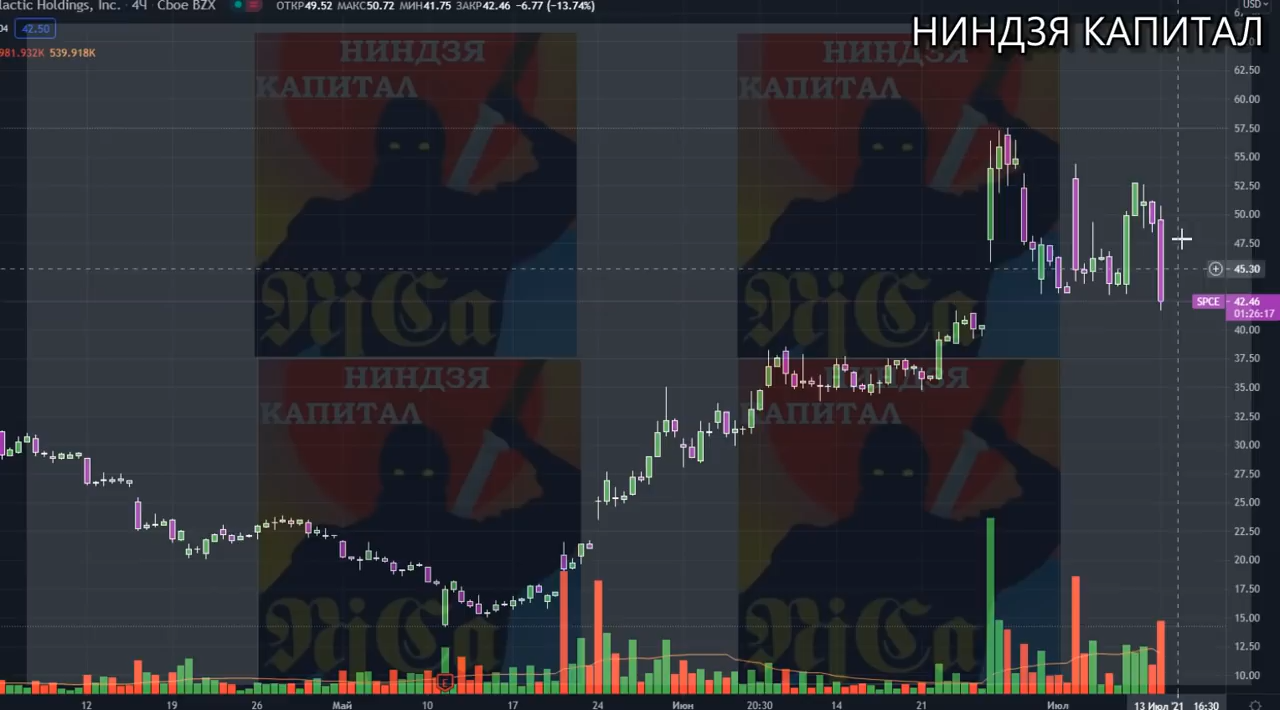 lactic Holdings, Inc. · 4Ч · Cboe BZX ОТКР49.52 МАКС50.72 МИН41.75 ЗАКР42.46 −6.77 (−13.74%)
USD
04 42.50
981.932K 539.918K
НИНДЗЯ КАПИТАЛ
НИНДЗЯ
КАПИТАЛ
NjCa
НИНДЗЯ
КАПИТАЛ
NjCa
НИНДЗЯ
КАПИТАЛ
NjCa
НИНДЗЯ
КАПИТАЛ
NjCa
62.50
60.00
57.50
55.00
52.50
50.00
47.50
45.30
SPCE 42.46
01:26:17
40.00
37.50
35.00
32.50
30.00
27.50
25.00
22.50
20.00
17.50
15.00
12.50
10.00
E
12 19 26 Май 10 17 24 Июн 20:30 14 21 Июл 13 Июл '21 16:30